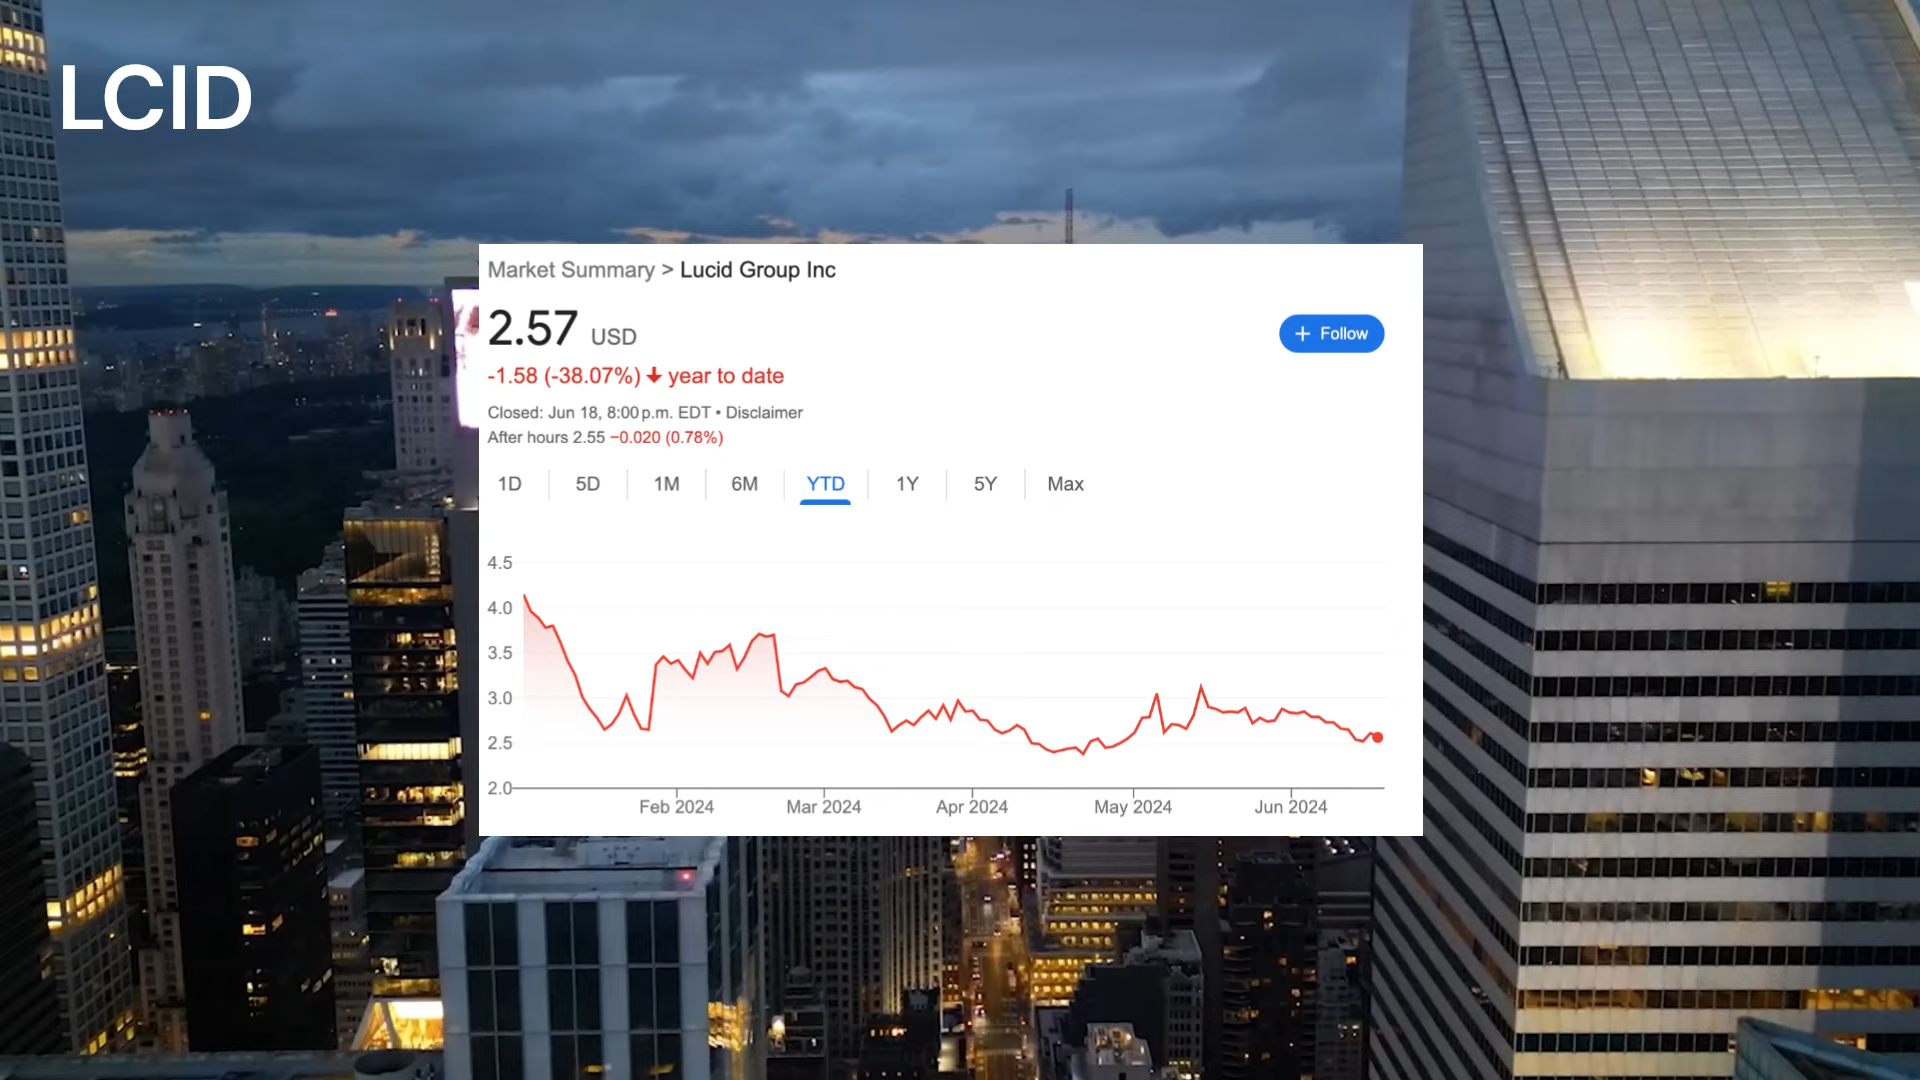 LCID
Market Summary > Lucid Group Inc
2.57 USD
+ Follow
-1.58 (-38.07%) year to date
Closed: Jun 18, 8:00 p.m. EDT • Disclaimer
After hours 2.55 −0.020 (0.78%)
1D 5D 1M 6M YTD 1Y 5Y Max
4.5
4.0
3.5
3.0
2.5
2.0
Feb 2024 Mar 2024 Apr 2024 May 2024 Jun 2024